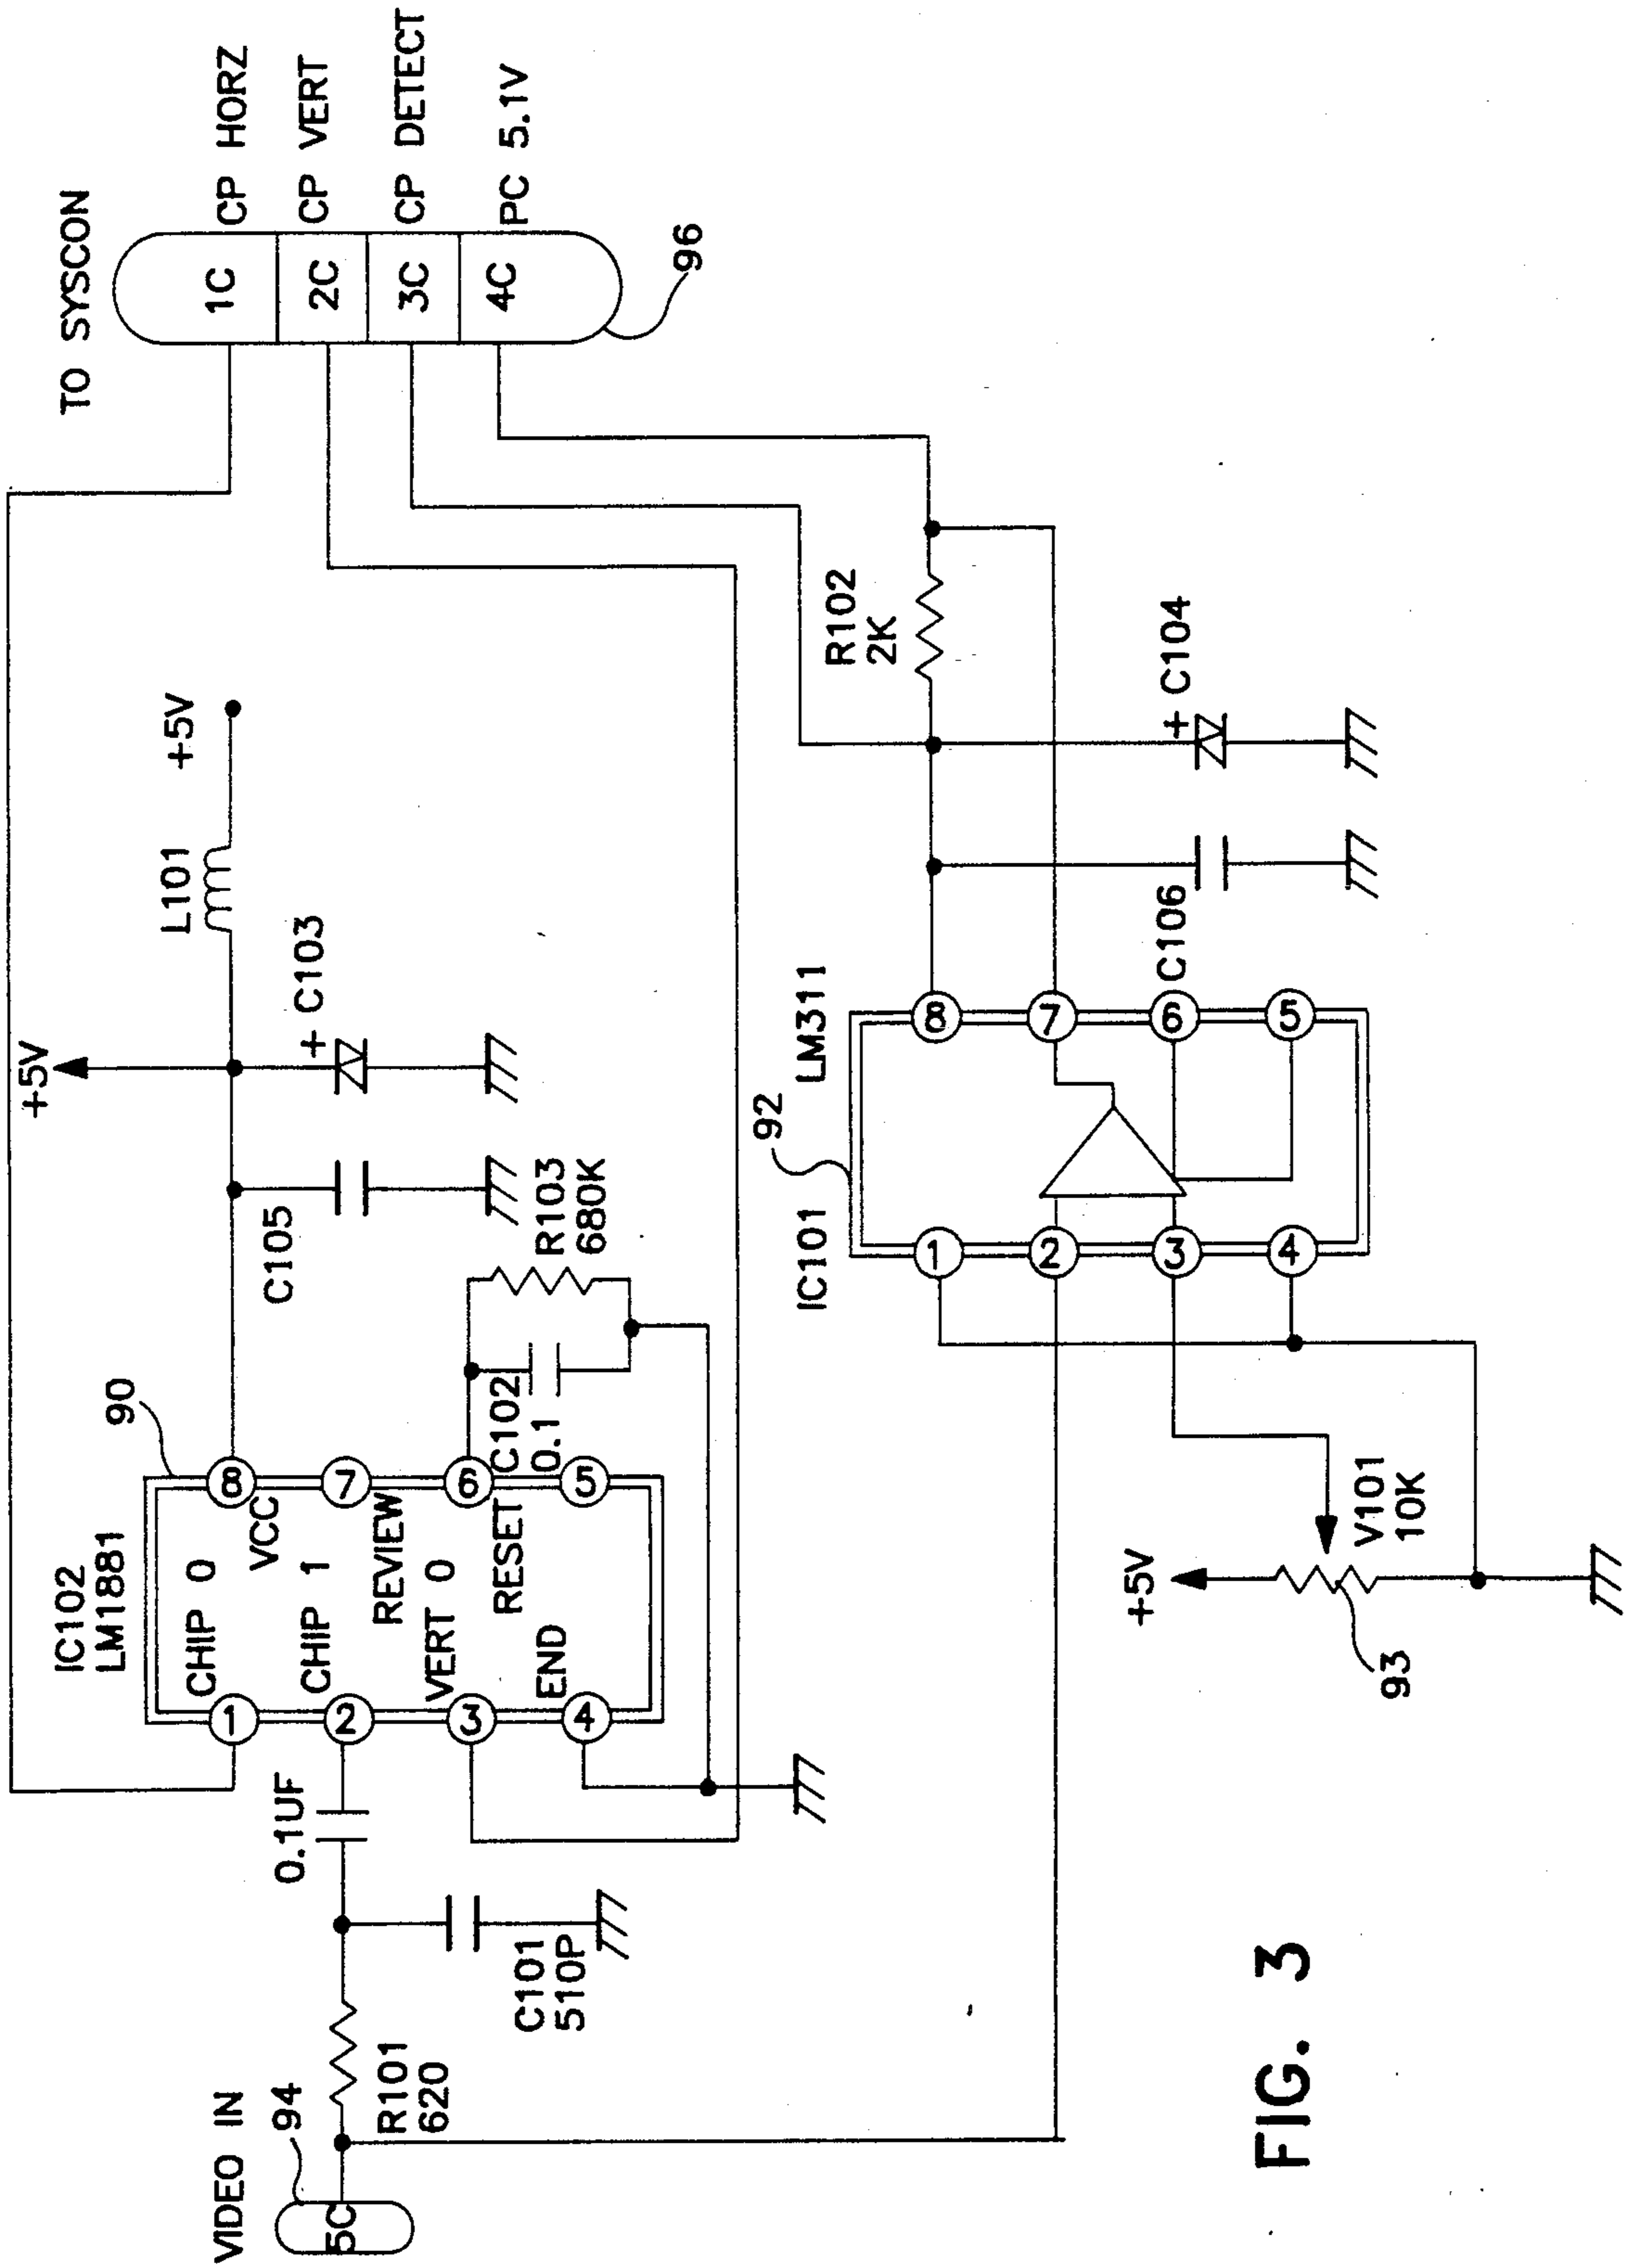 TO SYSCON
1C CP HORZ
2C CP VERT
3C CP DETECT
4C PC 5.1V
96
+5V
+5V
L101
+ C103
C105
R103
680K
C102
0.1
IC102
LM1881
90
CHIP 0
VCC
CHIP 1
REVIEW
VERT 0
RESET
END
1
2
3
4
8
7
6
5
0.1UF
VIDEO IN
94
5C
R101
620
C101
510P
R102
2K
+ C104
C106
IC101
LM311
92
1
2
3
4
8
7
6
5
+5V
V101
10K
93
FIG. 3